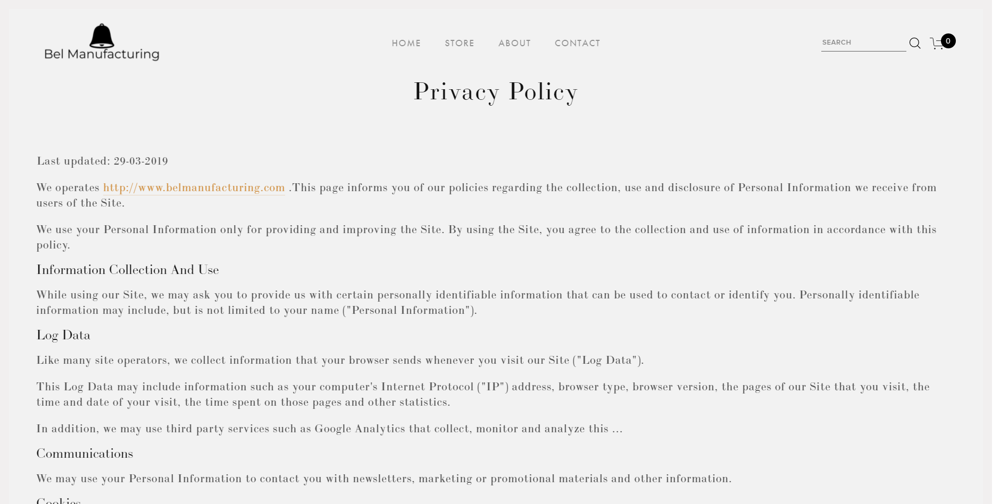 Bel Manufacturing
HOME STORE ABOUT CONTACT
SEARCH
0
Privacy Policy
Last updated: 29-03-2019
We operates http://www.belmanufacturing.com .This page informs you of our policies regarding the collection, use and disclosure of Personal Information we receive from
users of the Site.
We use your Personal Information only for providing and improving the Site. By using the Site, you agree to the collection and use of information in accordance with this
policy.
Information Collection And Use
While using our Site, we may ask you to provide us with certain personally identifiable information that can be used to contact or identify you. Personally identifiable
information may include, but is not limited to your name ("Personal Information").
Log Data
Like many site operators, we collect information that your browser sends whenever you visit our Site ("Log Data").
This Log Data may include information such as your computer's Internet Protocol ("IP") address, browser type, browser version, the pages of our Site that you visit, the
time and date of your visit, the time spent on those pages and other statistics.
In addition, we may use third party services such as Google Analytics that collect, monitor and analyze this ...
Communications
We may use your Personal Information to contact you with newsletters, marketing or promotional materials and other information.
Cookies